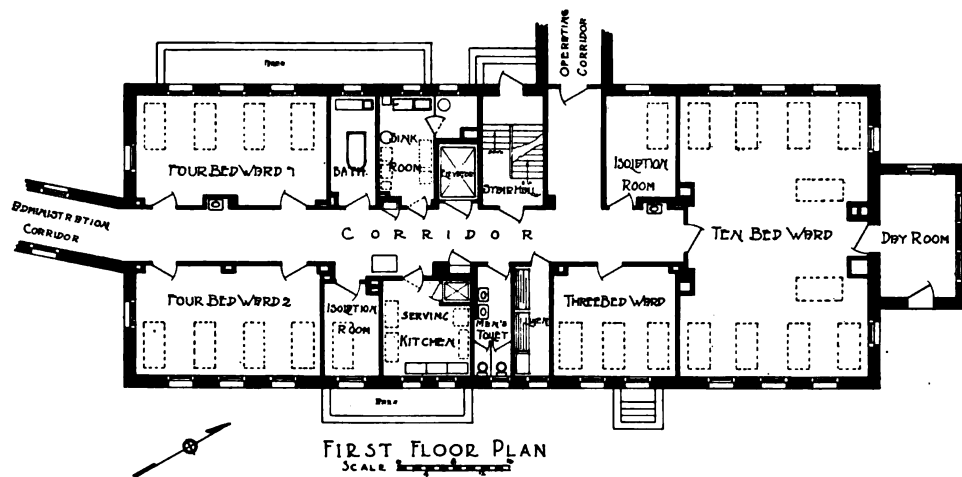 OPERATING
CORRIDOR
FOUR BED WARD 1
BATH
SINK
ROOM
ELEVATOR
STAIR HALL
ISOLATION
ROOM
ADMINISTRATION
CORRIDOR
CORRIDOR
TEN BED WARD
DAY ROOM
FOUR BED WARD 2
ISOLATION
ROOM
SERVING
KITCHEN
MEN'S
TOILET
LINEN
THREE BED WARD
FIRST FLOOR PLAN
SCALE